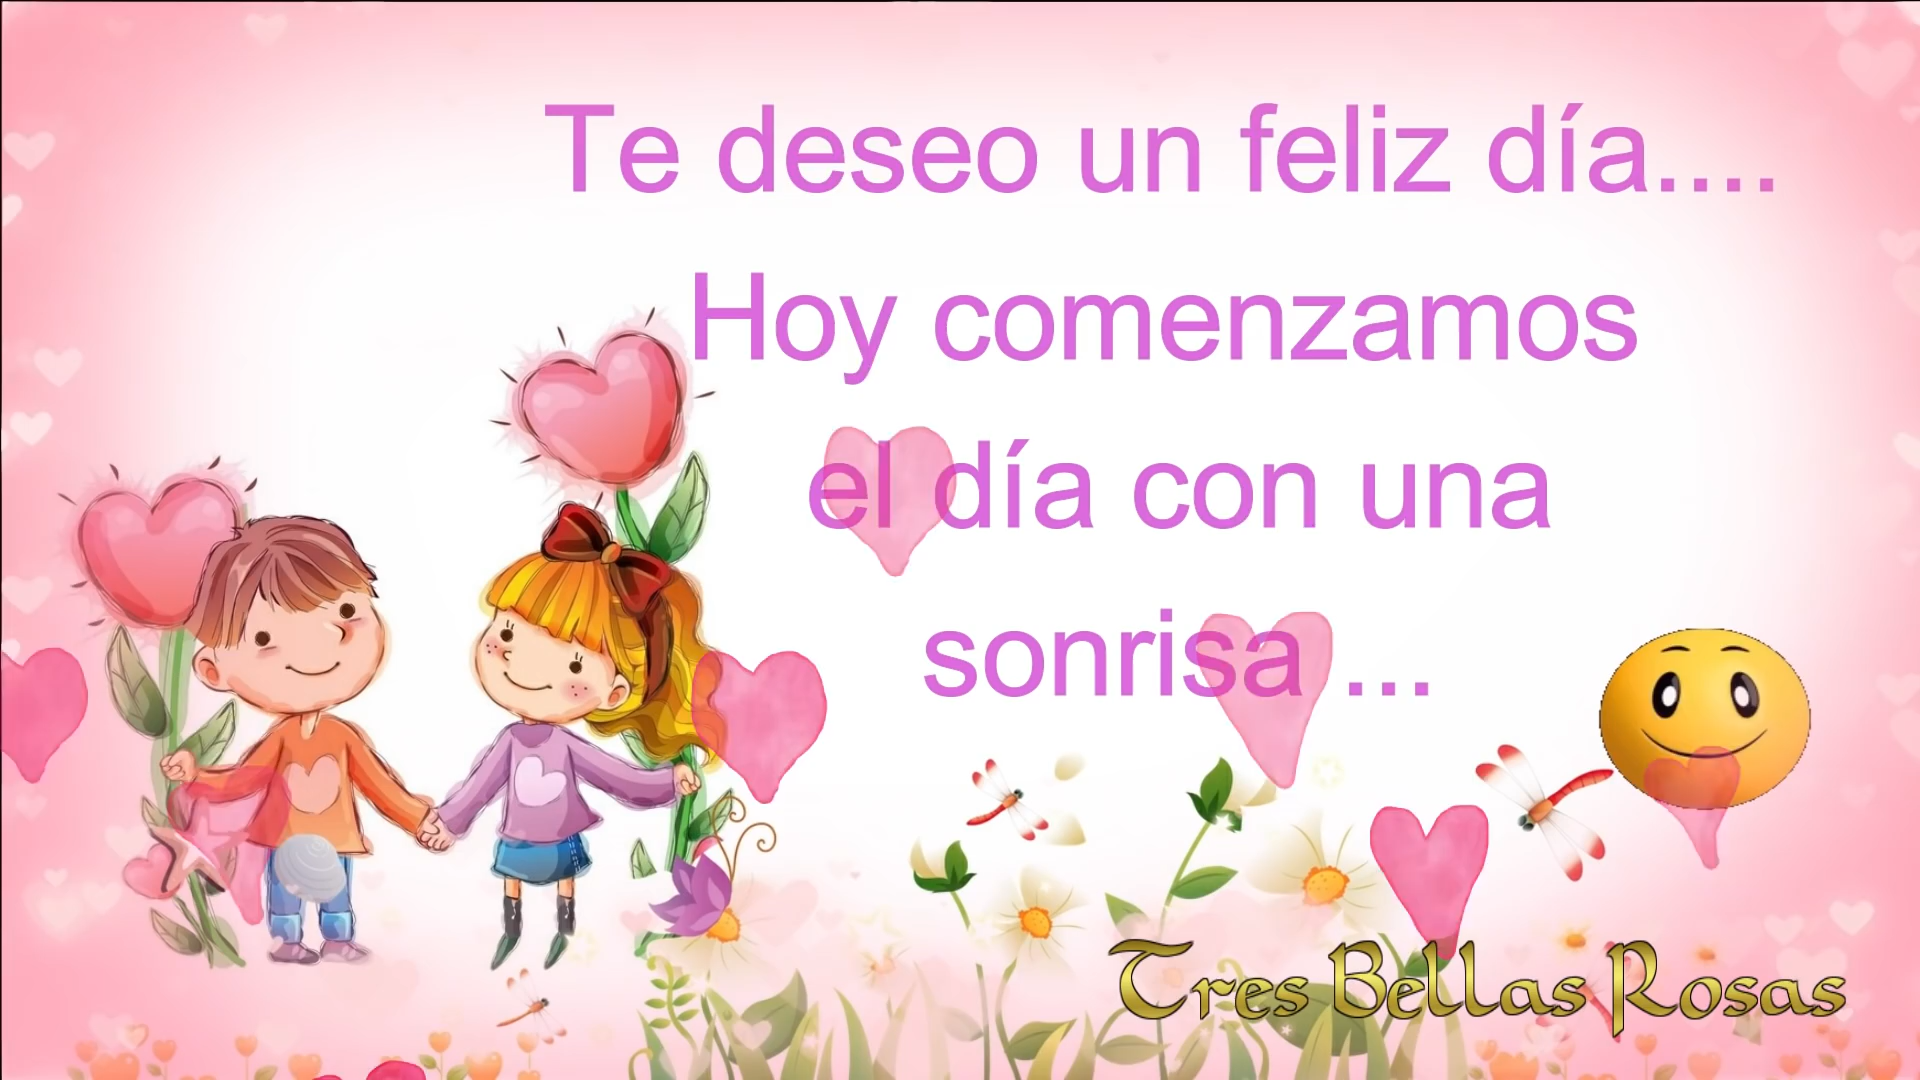 Te deseo un feliz día....
Hoy comenzamos
el día con una
sonrisa ...
Tres Bellas Rosas